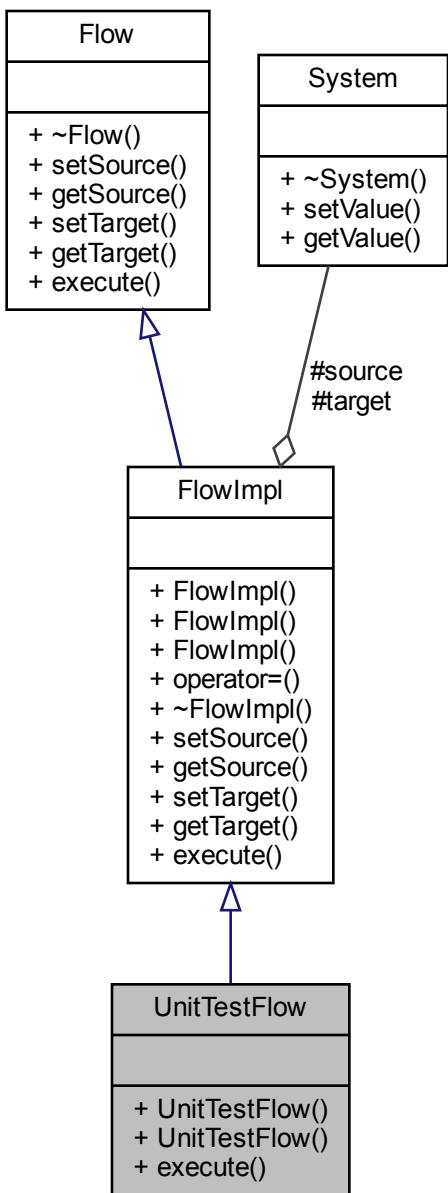 Flow
+ ~Flow()
+ setSource()
+ getSource()
+ setTarget()
+ getTarget()
+ execute()
System
+ ~System()
+ setValue()
+ getValue()
#source
#target
FlowImpl
+ FlowImpl()
+ FlowImpl()
+ FlowImpl()
+ operator=()
+ ~FlowImpl()
+ setSource()
+ getSource()
+ setTarget()
+ getTarget()
+ execute()
UnitTestFlow
+ UnitTestFlow()
+ UnitTestFlow()
+ execute()